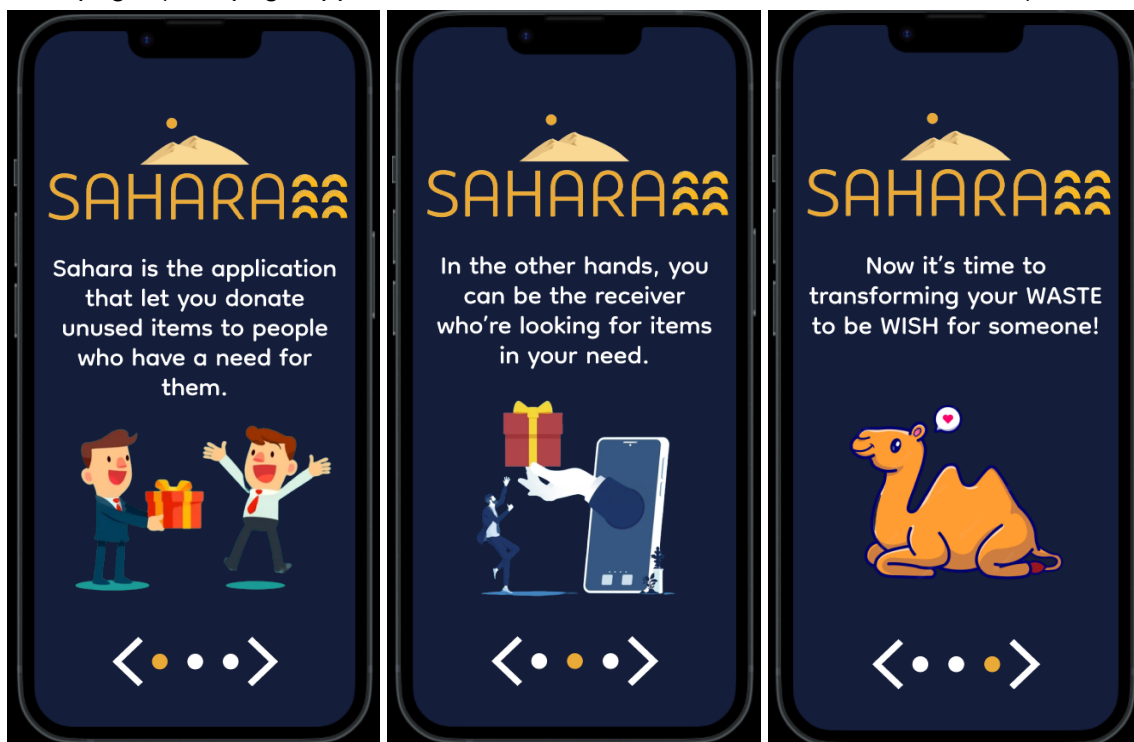 SAHARA
Sahara is the application
that let you donate
unused items to people
who have a need for
them.
SAHARA
In the other hands, you
can be the receiver
who're looking for items
in your need.
SAHARA
Now it's time to
transforming your WASTE
to be WISH for someone!